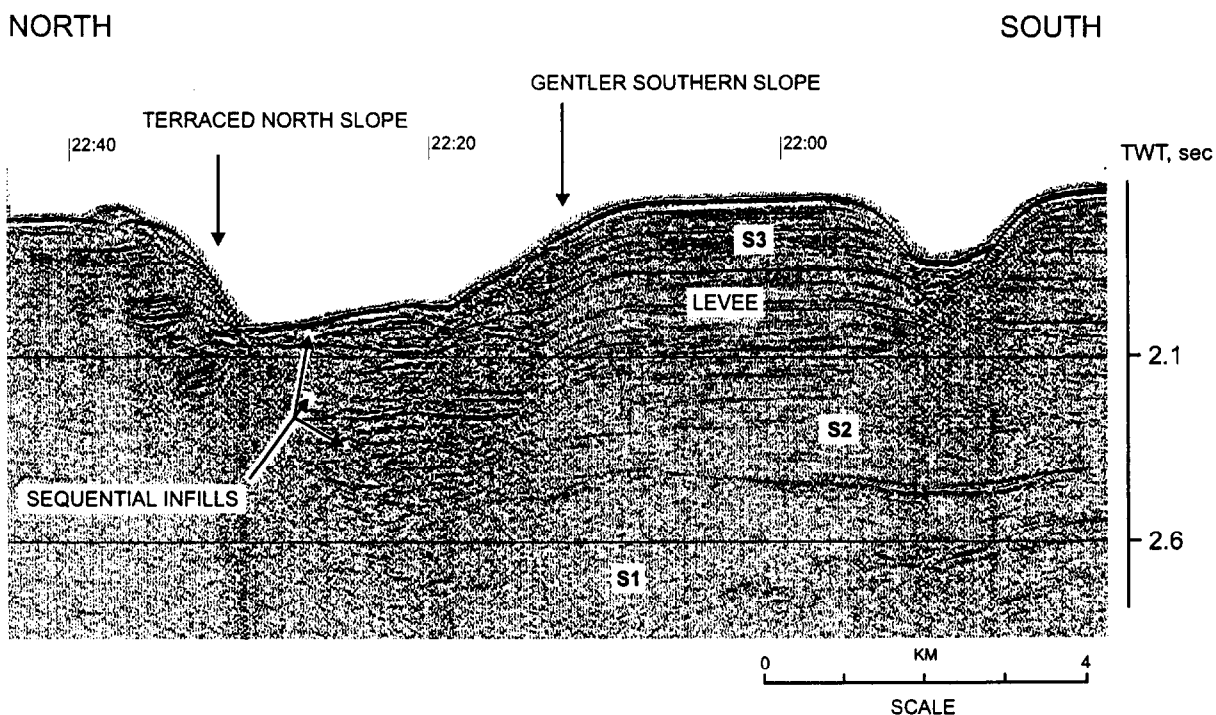 NORTH
SOUTH
GENTLER SOUTHERN SLOPE
TERRACED NORTH SLOPE
22:40
22:20
22:00
TWT, sec
S3
LEVEE
2.1
S2
SEQUENTIAL INFILLS
2.6
S1
0 KM 4
SCALE